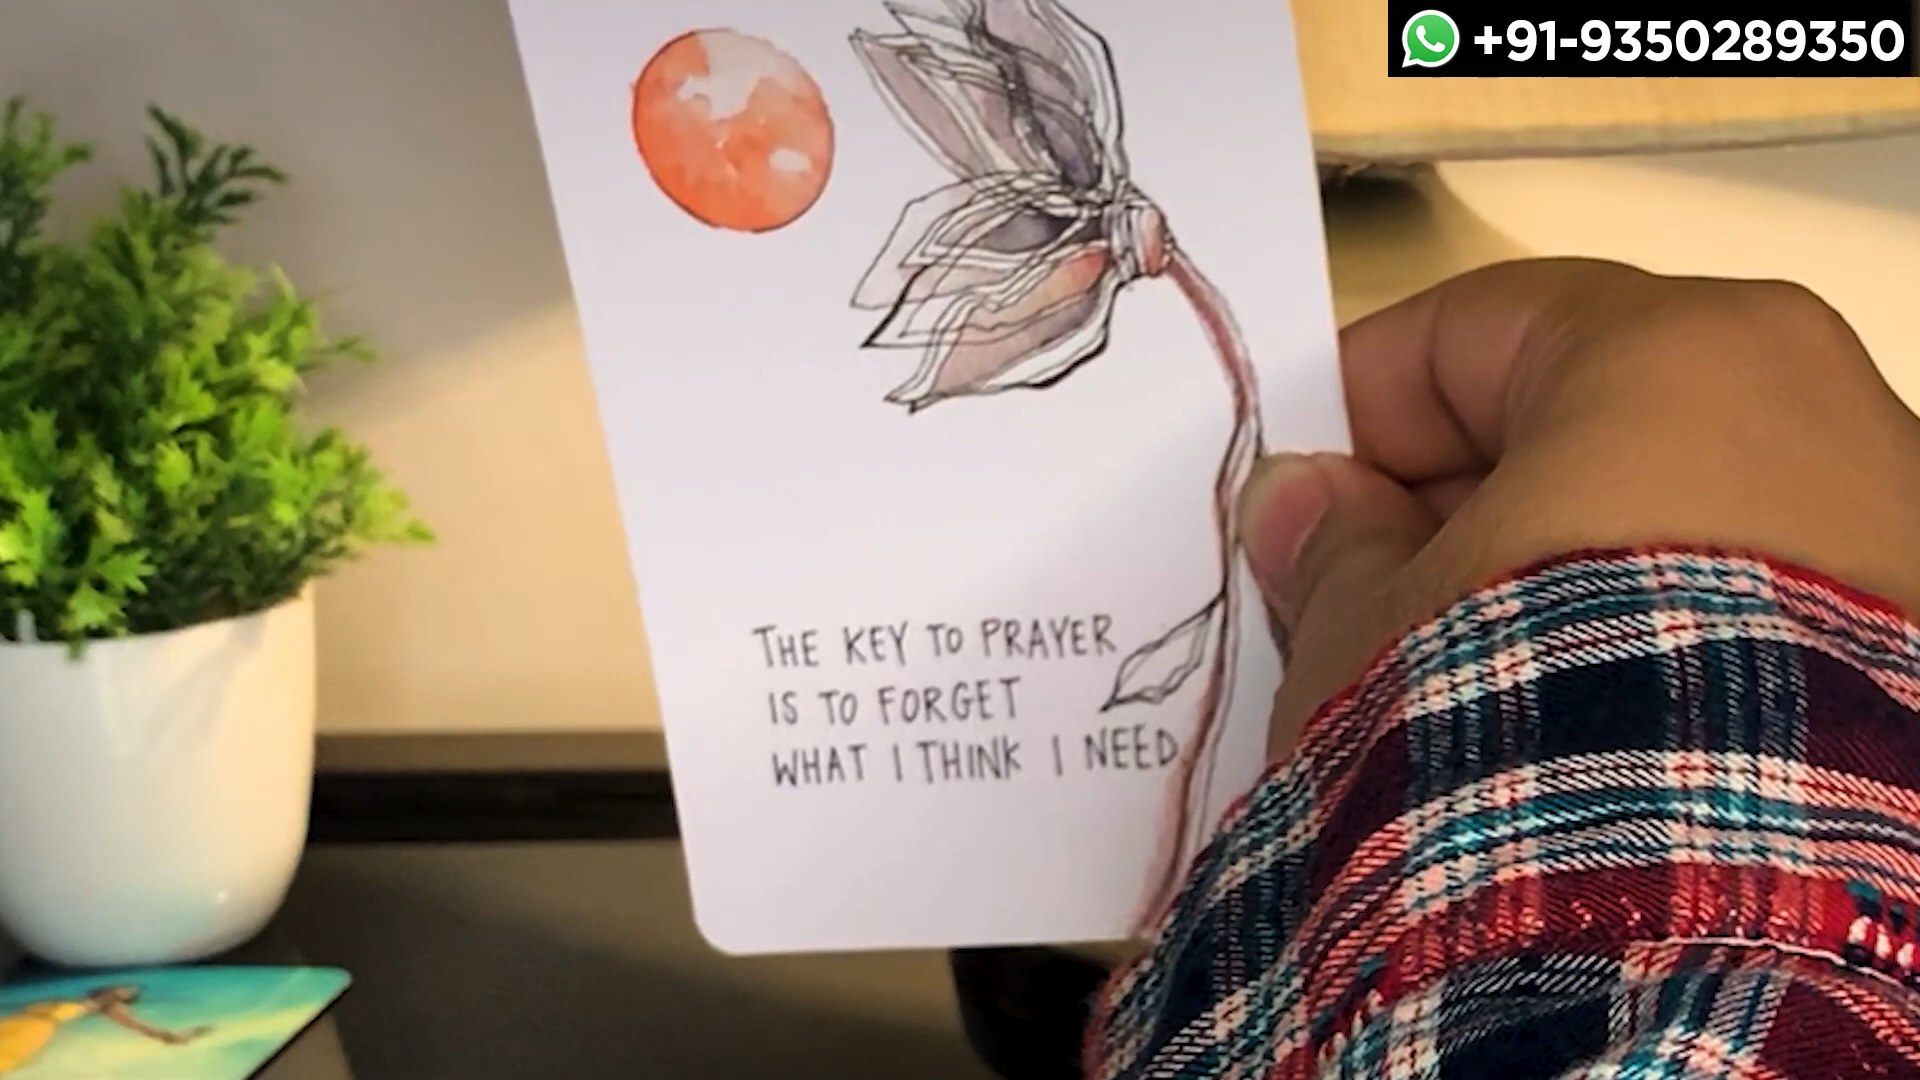 +91-9350289350
THE KEY TO PRAYER
IS TO FORGET
WHAT I THINK I NEED